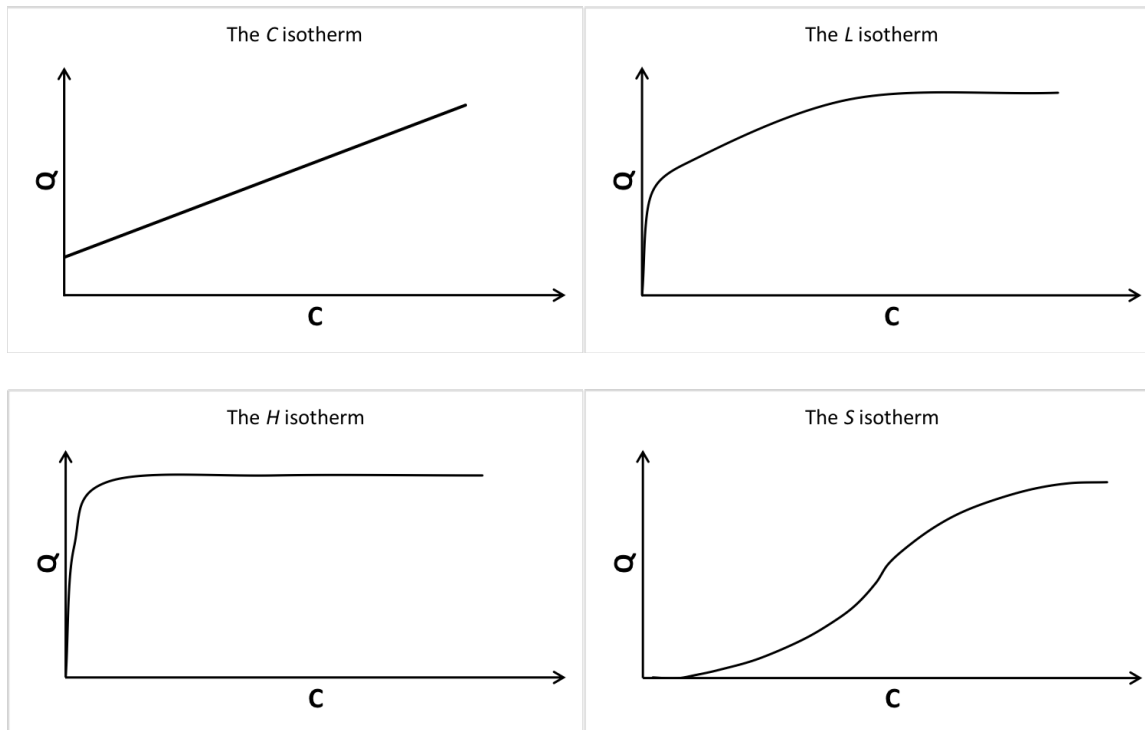 The C isotherm
Q
C
The L isotherm
Q
C
The H isotherm
Q
C
The S isotherm
Q
C